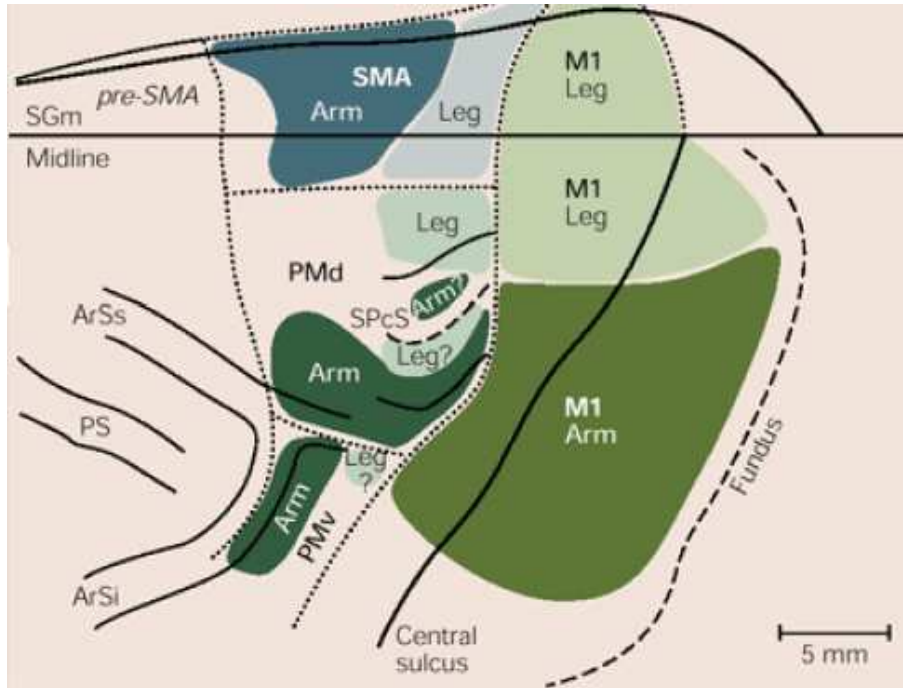 M1
Leg
SMA
pre-SMA
Arm
Leg
SGm
Midline
M1
Leg
Leg
PMd
Arm?
ArSs
SPcS
Leg?
Arm
M1
Arm
PS
Leg
?
Fundus
Arm
PMv
ArSi
Central
sulcus
5 mm